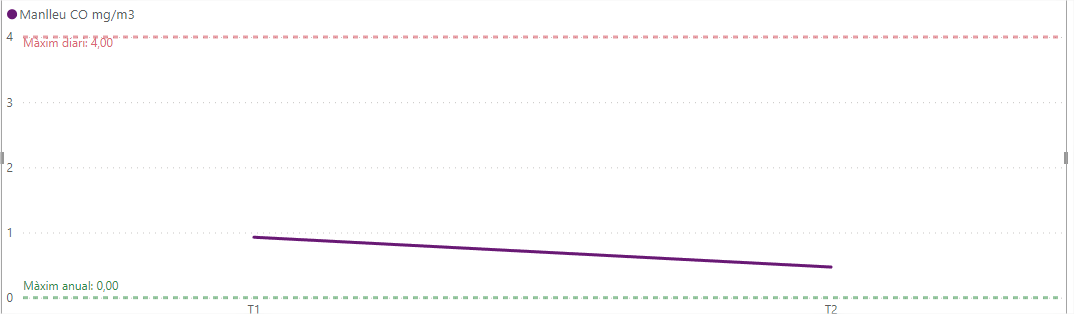 Manlleu CO mg/m3
4
Màxim diari: 4,00
3
2
1
Màxim anual: 0,00
0
T1 T2